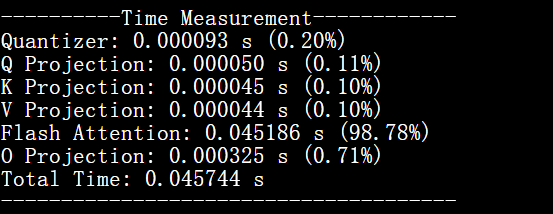 ----------Time Measurement------------
Quantizer: 0.000093 s (0.20%)
Q Projection: 0.000050 s (0.11%)
K Projection: 0.000045 s (0.10%)
V Projection: 0.000044 s (0.10%)
Flash Attention: 0.045186 s (98.78%)
O Projection: 0.000325 s (0.71%)
Total Time: 0.045744 s
--------------------------------------